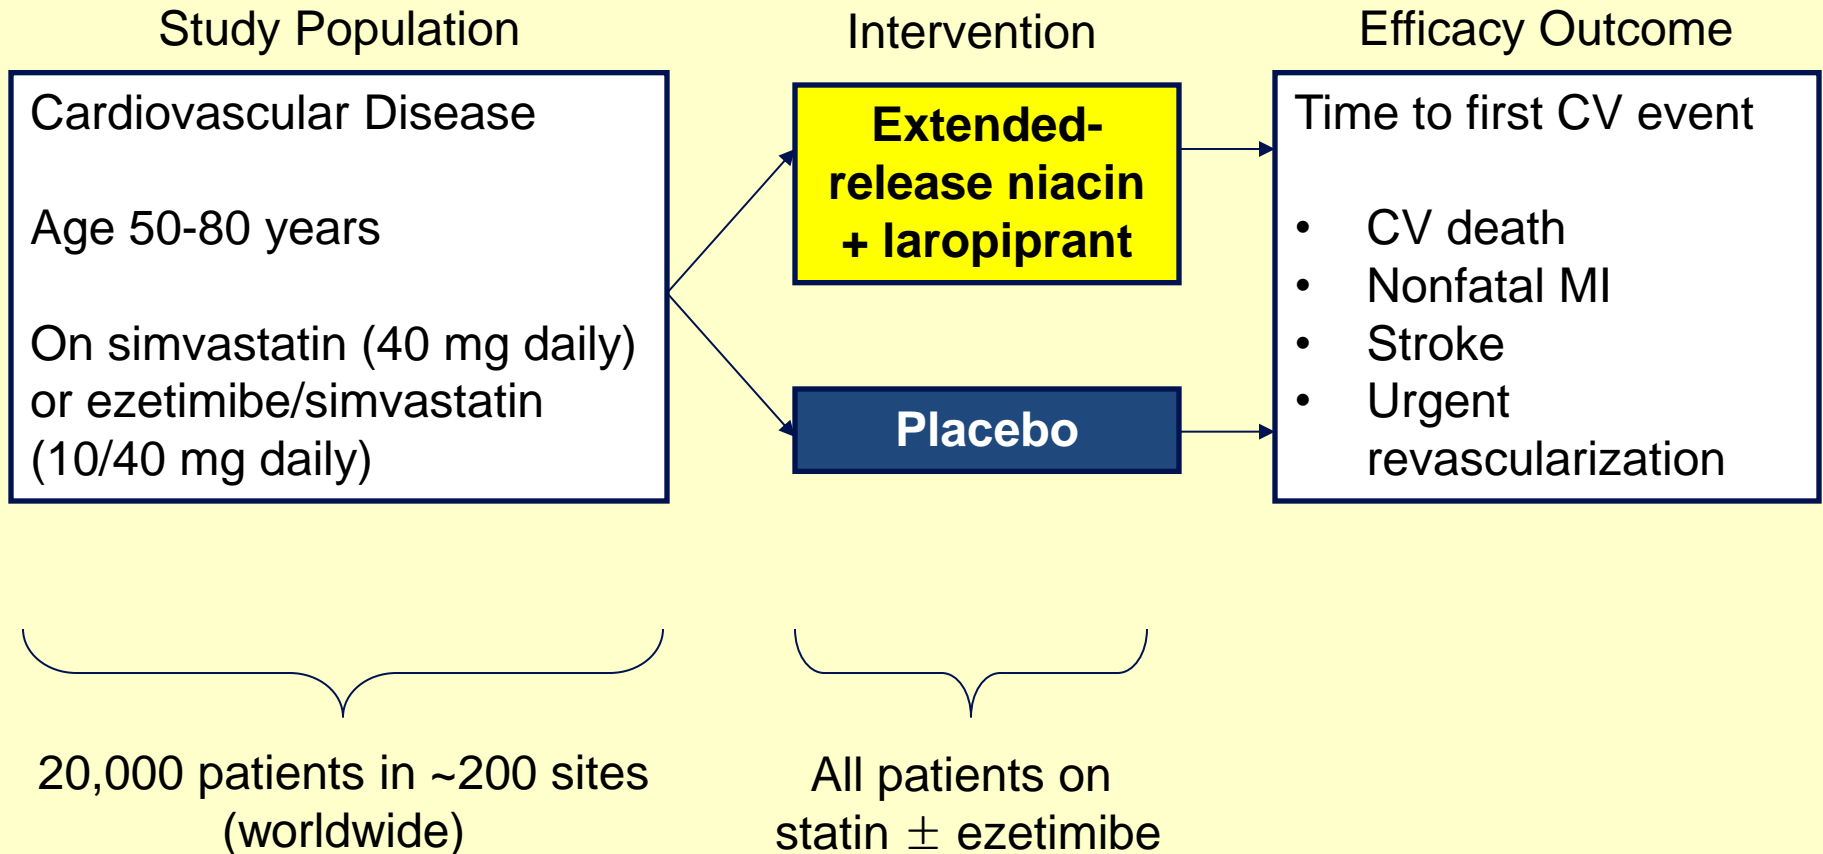 Study Population
Cardiovascular Disease
Age 50-80 years
On simvastatin (40 mg daily)
or ezetimibe/simvastatin
(10/40 mg daily)
20,000 patients in ~200 sites
(worldwide)
Intervention
Extended-
release niacin
+ laropiprant
Placebo
All patients on
statin ± ezetimibe
Efficacy Outcome
Time to first CV event
• CV death
• Nonfatal MI
• Stroke
• Urgent
revascularization